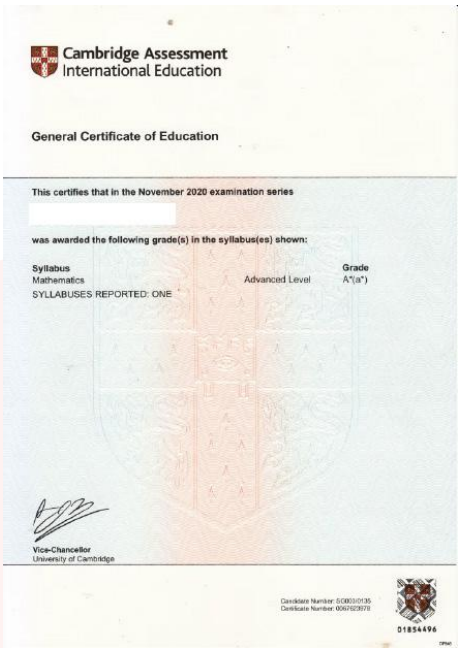 Cambridge Assessment
International Education
General Certificate of Education
This certifies that in the November 2020 examination series
was awarded the following grade(s) in the syllabus(es) shown:
Syllabus Grade
Mathematics Advanced Level A*(a*)
SYLLABUSES REPORTED: ONE
Vice-Chancellor
University of Cambridge
Candidate Number:
Certificate Number:
01854496